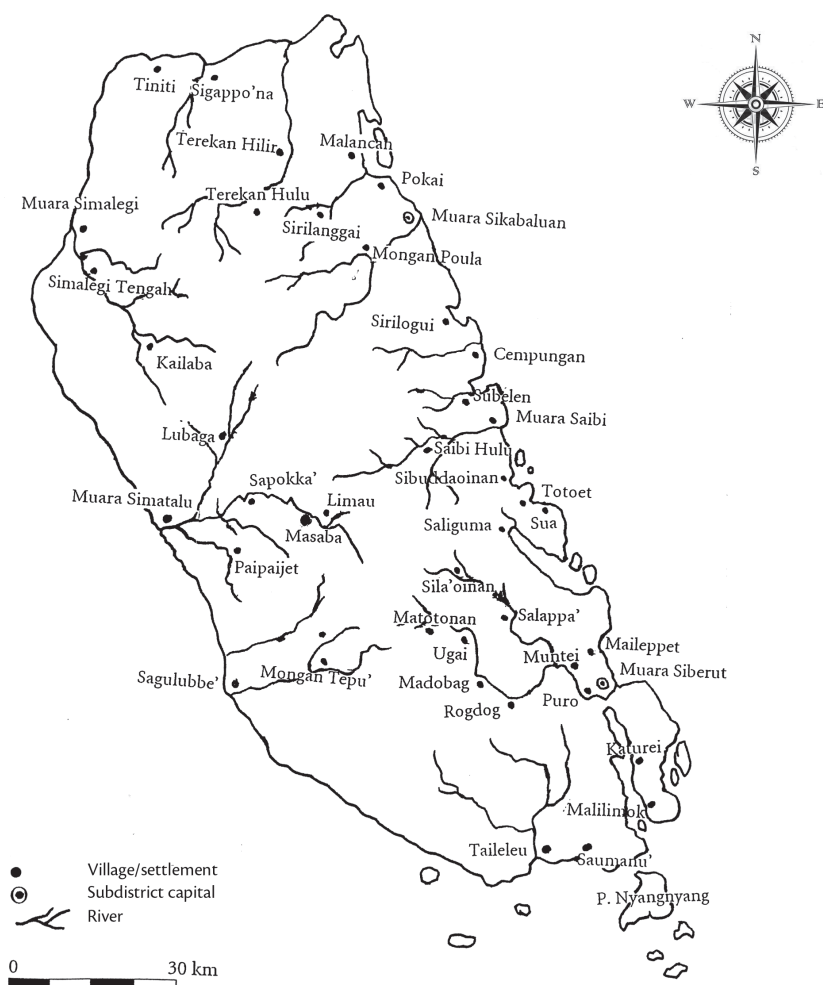 N
W
E
S
Tiniti
Sigappo'na
Terekan Hilir
Malancan
Pokai
Terekan Hulu
Muara Simalegi
Muara Sikabaluan
Sirilanggai
Mongan Poula
Simalegi Tengah
Sirilogui
Cempungan
Kailaba
Subelen
Muara Saibi
Lubaga
Saibi Hulu
Sapokka'
Sibuddaoinan
Muara Simatalu
Limau
Totoet
Saliguma
Sua
Masaba
Paipaijet
Sila'oinan
Matotonan
Salappa'
Ugai
Muntei
Maileppet
Sagulubbe'
Mongan Tepu'
Madobag
Muara Siberut
Puro
Rogdog
Katurei
Malilimok
Taileleu
Saumanu'
Village/settlement
Subdistrict capital
P. Nyangnyang
River
0
30 km